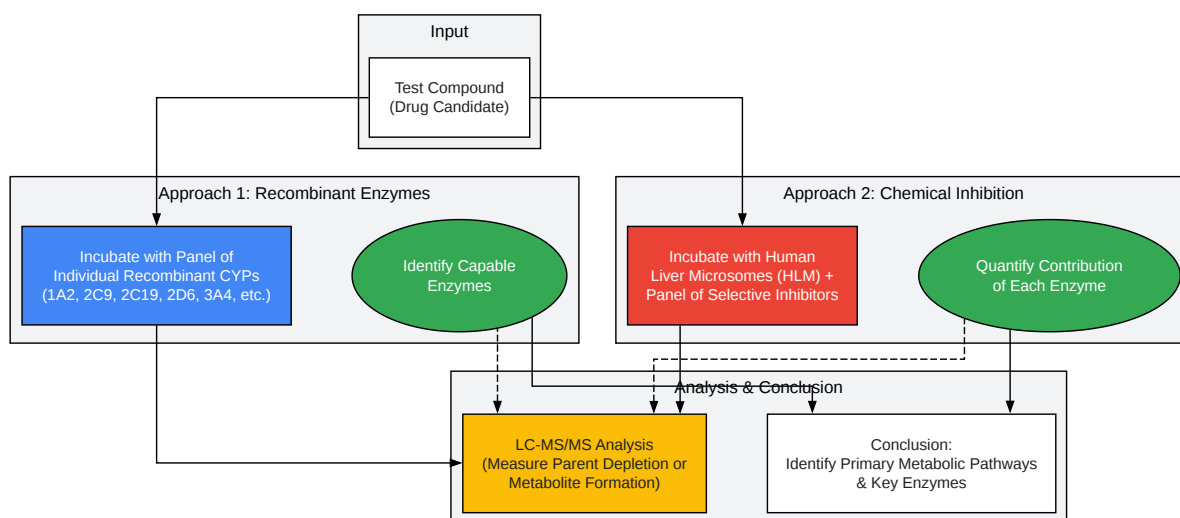 Input
Test Compound
(Drug Candidate)
Approach 1: Recombinant Enzymes
Incubate with Panel of
Individual Recombinant CYPs
(1A2, 2C9, 2C19, 2D6, 3A4, etc.)
Identify Capable
Enzymes
Approach 2: Chemical Inhibition
Incubate with Human
Liver Microsomes (HLM) +
Panel of Selective Inhibitors
Quantify Contribution
of Each Enzyme
Analysis & Conclusion
LC-MS/MS Analysis
(Measure Parent Depletion or
Metabolite Formation)
Conclusion:
Identify Primary Metabolic Pathways
& Key Enzymes